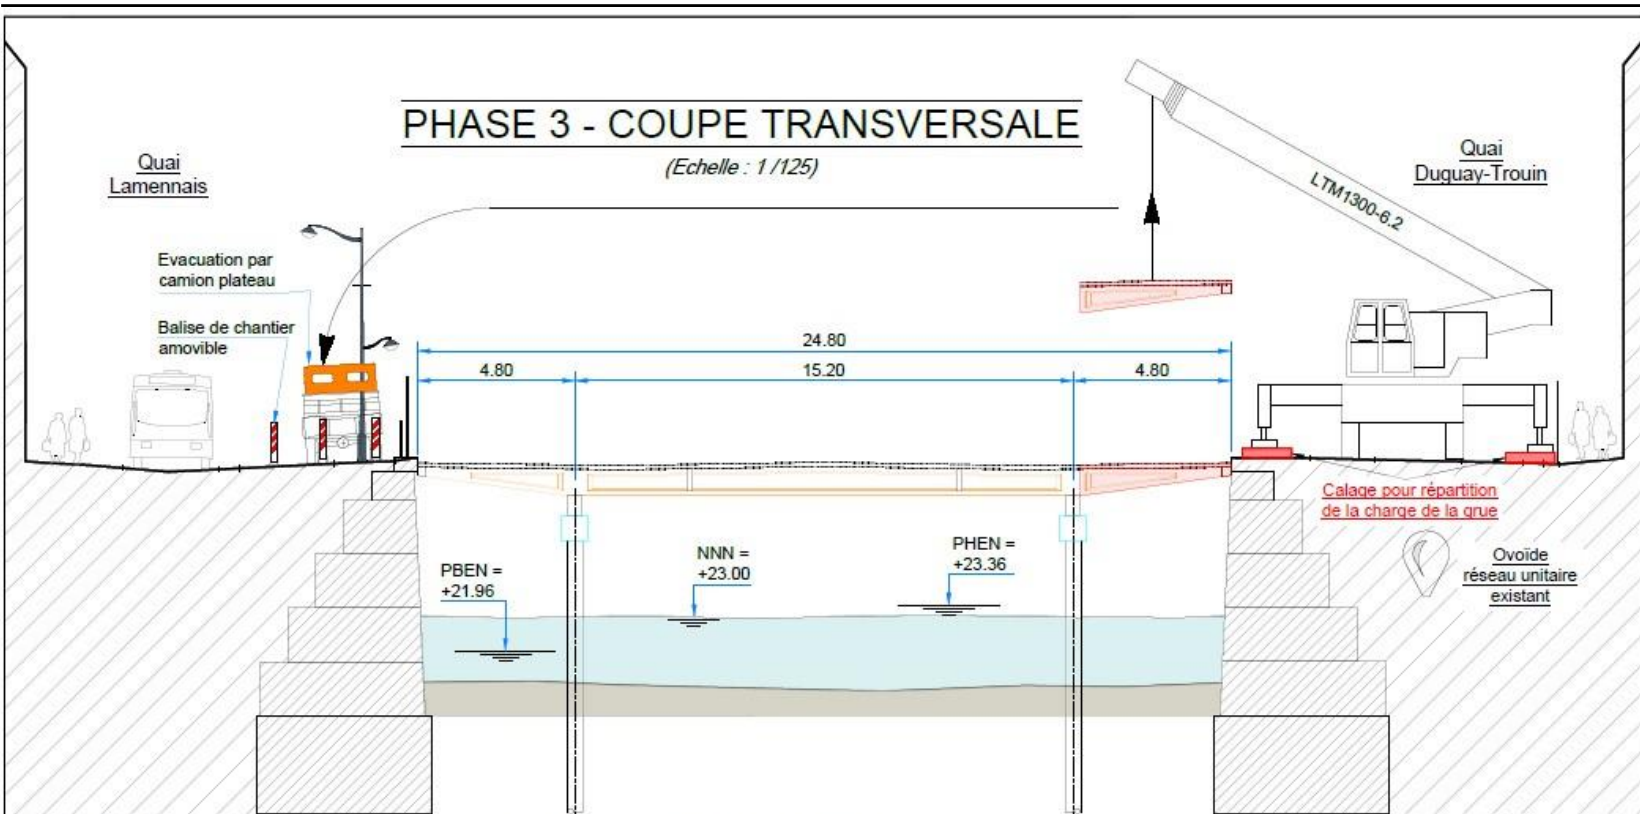 PHASE 3 - COUPE TRANSVERSALE
(Echelle : 1 /125)
Quai
Lamennais
Quai
Duguay-Trouin
LTM1300-6.2
Evacuation par
camion plateau
Balise de chantier
amovible
24.80
4.80
15.20
4.80
Calage pour répartition
de la charge de la grue
PBEN =
+21.96
NNN =
+23.00
PHEN =
+23.36
Ovoïde
réseau unitaire
existant